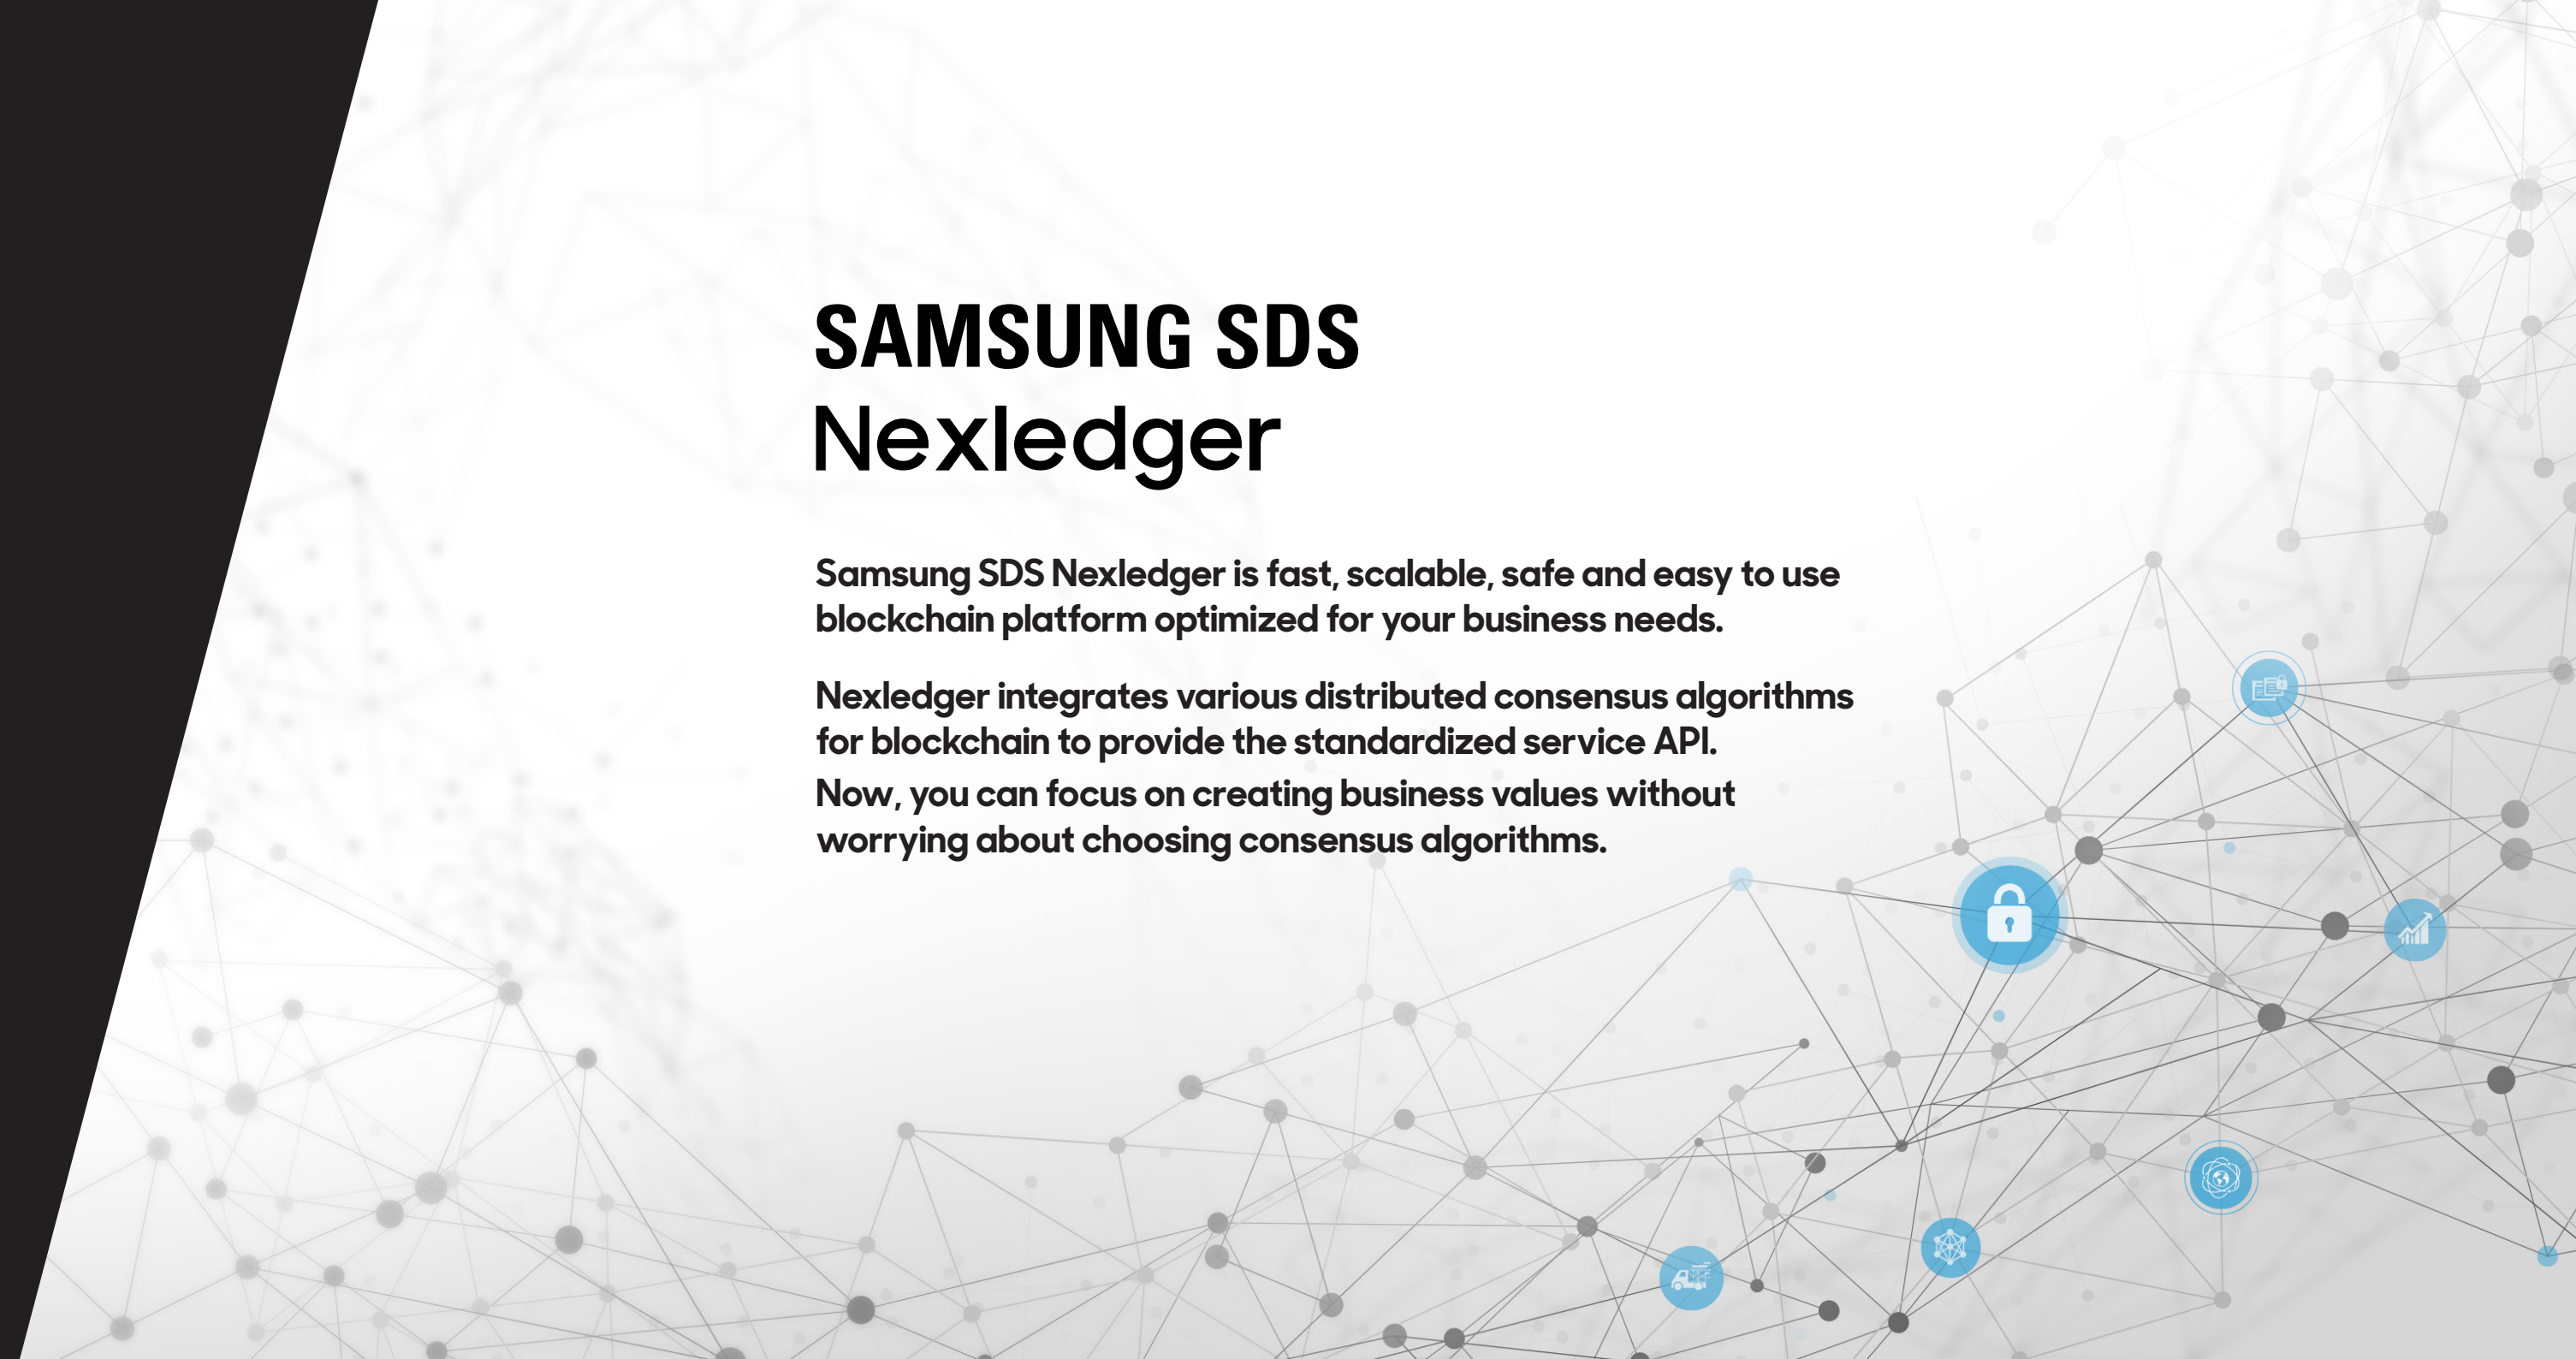 SAMSUNG SDS
Nexledger
Samsung SDS Nexledger is fast, scalable, safe and easy to use
blockchain platform optimized for your business needs.
Nexledger integrates various distributed consensus algorithms
for blockchain to provide the standardized service API.
Now, you can focus on creating business values without
worrying about choosing consensus algorithms.